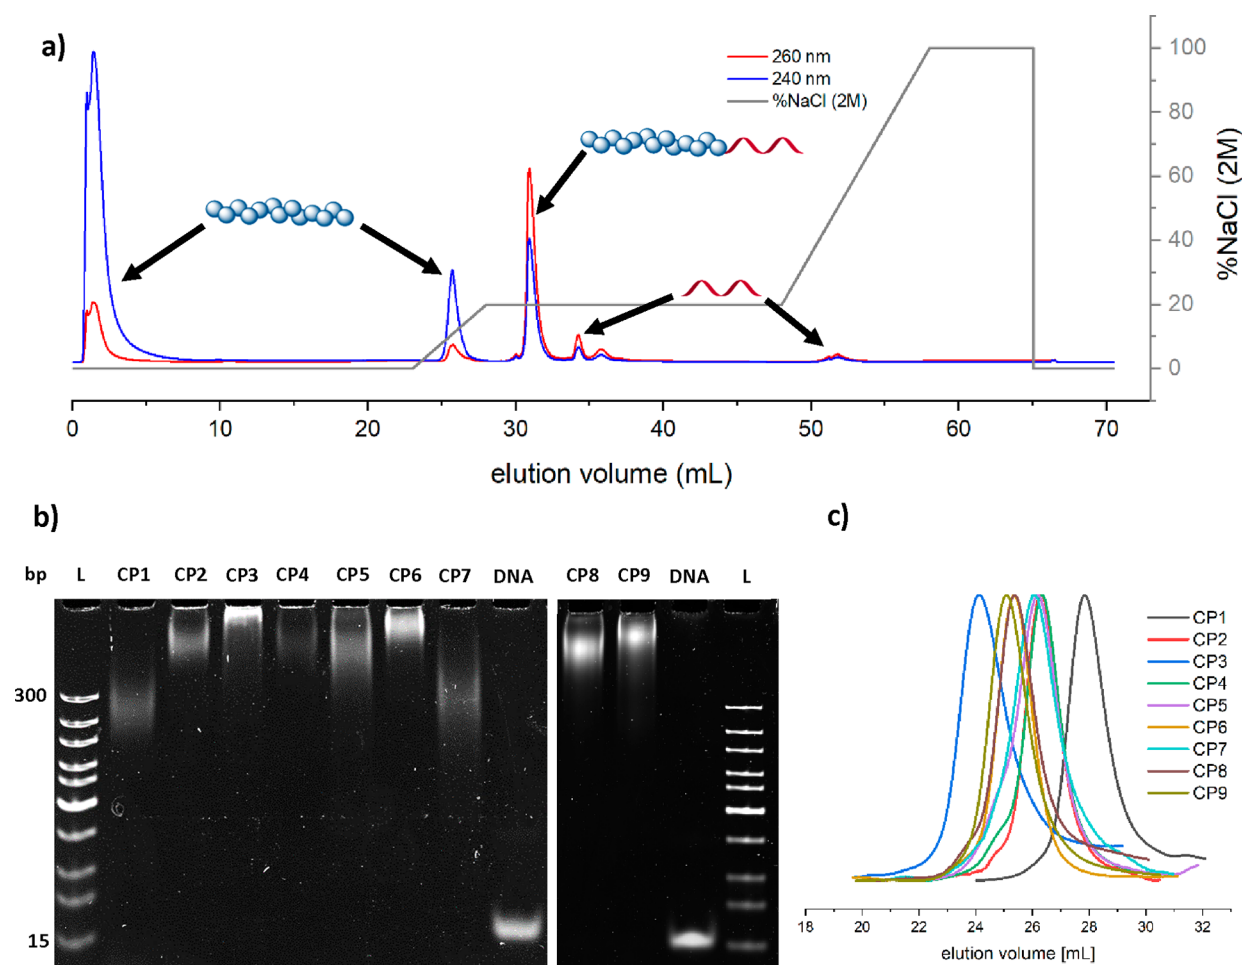 a)
260 nm
240 nm
%NaCl (2M)
100
80
60
40
20
0
%NaCl (2M)
0 10 20 30 40 50 60 70
elution volume (mL)
b)
bp L CP1 CP2 CP3 CP4 CP5 CP6 CP7 DNA CP8 CP9 DNA L
300
15
c)
CP1
CP2
CP3
CP4
CP5
CP6
CP7
CP8
CP9
18 20 22 24 26 28 30 32
elution volume [mL]